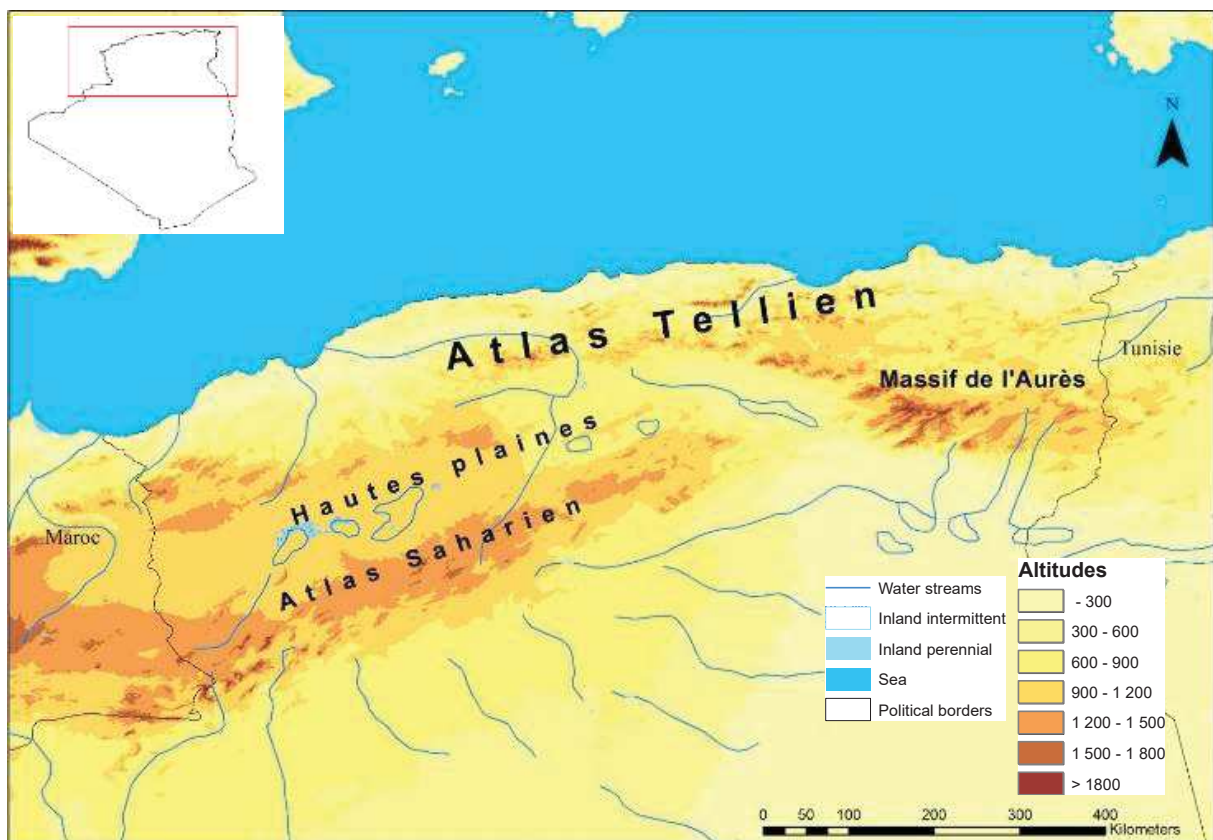 N
Atlas Tellien
Tunisie
Massif de l'Aurès
Hautes plaines
Maroc
Atlas Saharien
Water streams
Inland intermittent
Inland perennial
Sea
Political borders
Altitudes
- 300
300 - 600
600 - 900
900 - 1 200
1 200 - 1 500
1 500 - 1 800
> 1800
0 50 100 200 300 400
Kilometers